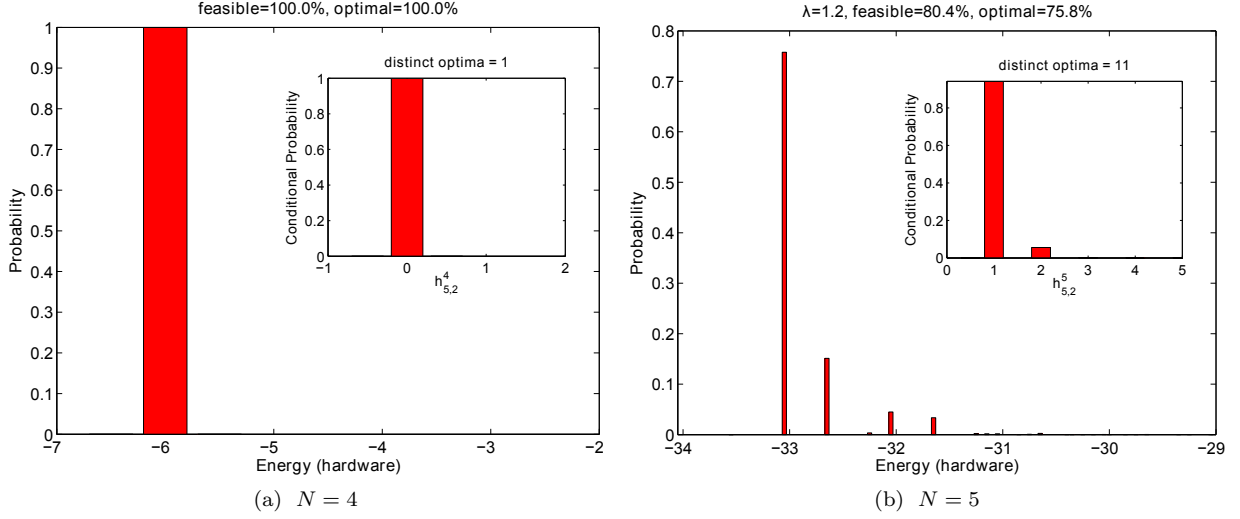 feasible=100.0%, optimal=100.0%
1
0.9
0.8
0.7
0.6
0.5
0.4
0.3
0.2
0.1
0
Probability
−7 −6 −5 −4 −3 −2
Energy (hardware)
distinct optima = 1
1
0.8
0.6
0.4
0.2
0
Conditional Probability
−1 0 1 2
h⁴₅,₂
(a) N = 4
λ=1.2, feasible=80.4%, optimal=75.8%
0.8
0.7
0.6
0.5
0.4
0.3
0.2
0.1
0
Probability
−34 −33 −32 −31 −30 −29
Energy (hardware)
distinct optima = 11
0.8
0.6
0.4
0.2
0
Conditional Probability
0 1 2 3 4 5
h⁵₅,₂
(b) N = 5